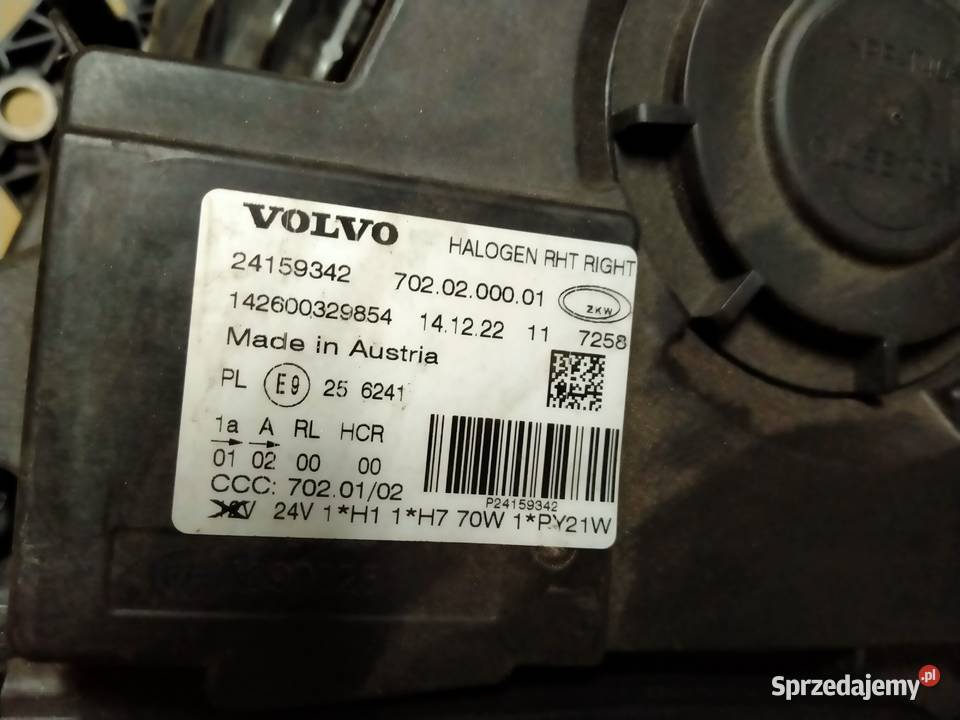 VOLVO HALOGEN RHT RIGHT
24159342 702.02.000.01 ZKW
142600329854 14.12.22 11 7258
Made in Austria
PL E9 25 6241
1a A RL HCR
01 02 00 00
CCC: 702.01/02
P24159342
24V 1*H1 1*H7 70W 1*PY21W
Sprzedajemy.pl